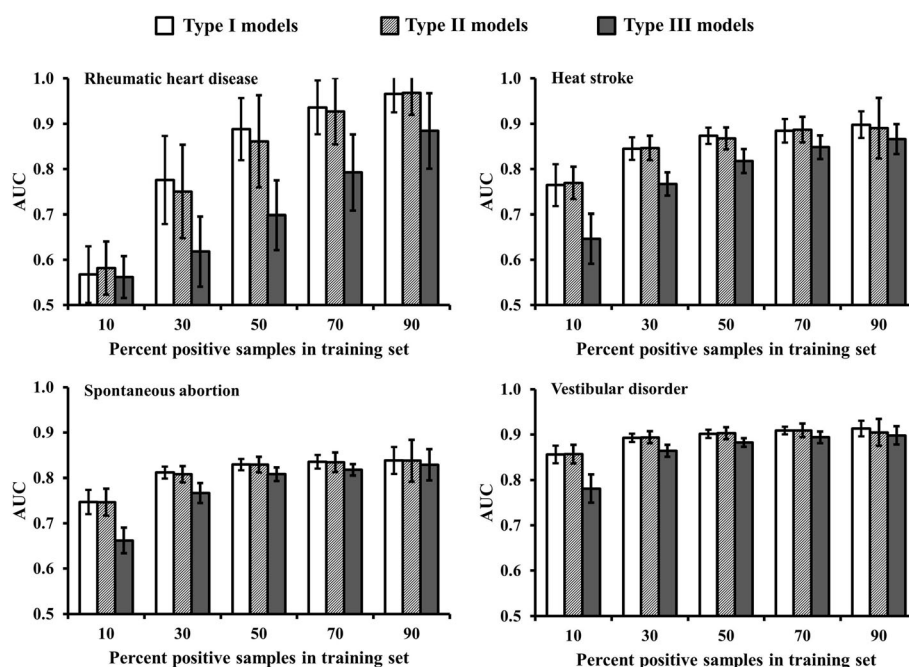 Type I models Type II models Type III models
Rheumatic heart disease
1.0
0.9
0.8
0.7
0.6
0.5
AUC
10 30 50 70 90
Percent positive samples in training set
Heat stroke
1.0
0.9
0.8
0.7
0.6
0.5
AUC
10 30 50 70 90
Percent positive samples in training set
Spontaneous abortion
1.0
0.9
0.8
0.7
0.6
0.5
AUC
10 30 50 70 90
Percent positive samples in training set
Vestibular disorder
1.0
0.9
0.8
0.7
0.6
0.5
AUC
10 30 50 70 90
Percent positive samples in training set